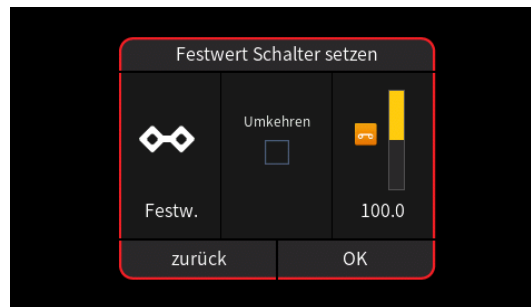 Festwert Schalter setzen
Umkehren
Festw.
100.0
zurück
OK